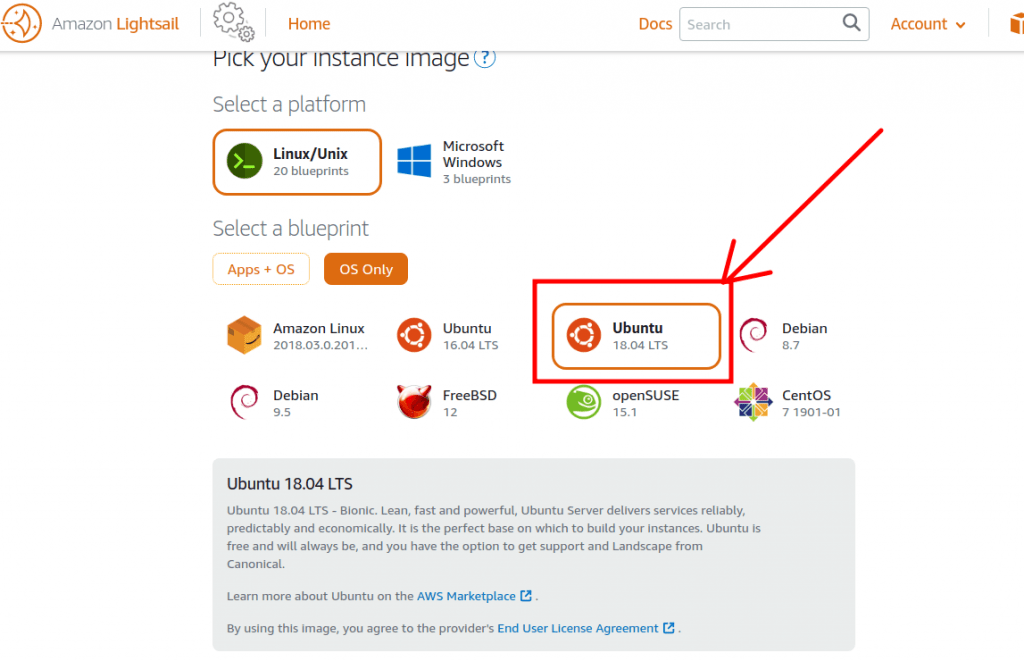 Amazon Lightsail
Home
Docs
Search
Account
Pick your instance image ?
Select a platform
Linux/Unix
20 blueprints
Microsoft
Windows
3 blueprints
Select a blueprint
Apps + OS
OS Only
Amazon Linux
2018.03.0.201...
Ubuntu
16.04 LTS
Ubuntu
18.04 LTS
Debian
8.7
Debian
9.5
FreeBSD
12
openSUSE
15.1
CentOS
7 1901-01
Ubuntu 18.04 LTS
Ubuntu 18.04 LTS - Bionic. Lean, fast and powerful, Ubuntu Server delivers services reliably,
predictably and economically. It is the perfect base on which to build your instances. Ubuntu is
free and will always be, and you have the option to get support and Landscape from
Canonical.
Learn more about Ubuntu on the AWS Marketplace .
By using this image, you agree to the provider's End User License Agreement .